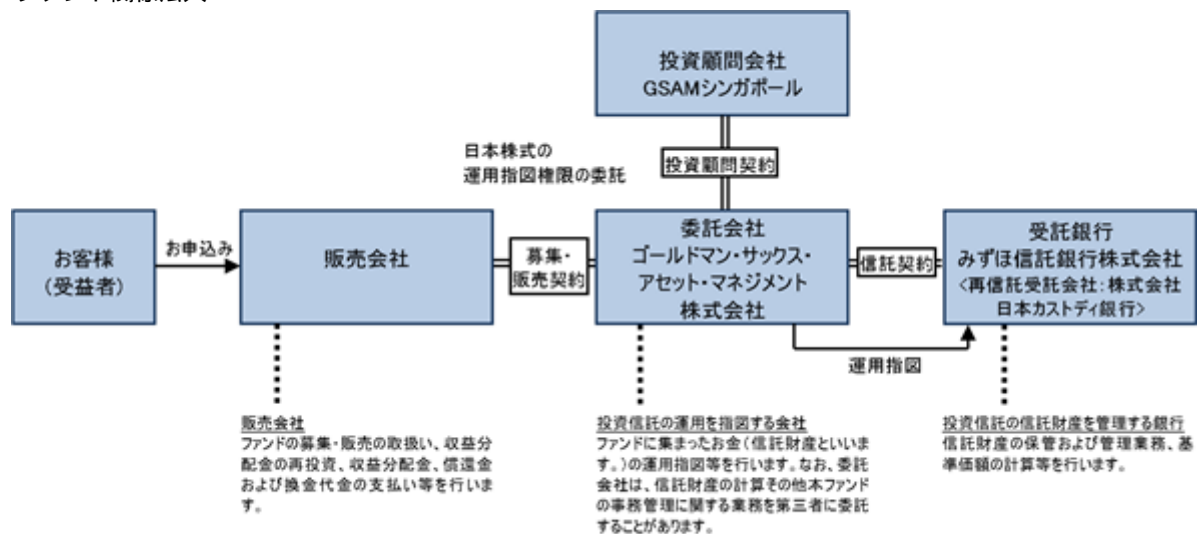 投資顧問会社
GSAMシンガポール
日本株式の
運用指図権限の委託
投資顧問契約
お客様
(受益者)
お申込み
販売会社
募集・
販売契約
委託会社
ゴールドマン・サックス・
アセット・マネジメント
株式会社
信託契約
受託銀行
みずほ信託銀行株式会社
<再信託受託会社:株式会社
日本カストディ銀行>
運用指図
販売会社
ファンドの募集・販売の取扱い、収益分
配金の再投資、収益分配金、償還金
および換金代金の支払い等を行いま
す。
投資信託の運用を指図する会社
ファンドに集まったお金(信託財産といいま
す。)の運用指図等を行います。なお、委託
会社は、信託財産の計算その他本ファンド
の事務管理に関する業務を第三者に委託
することがあります。
投資信託の信託財産を管理する銀行
信託財産の保管および管理業務、基
準価額の計算等を行います。